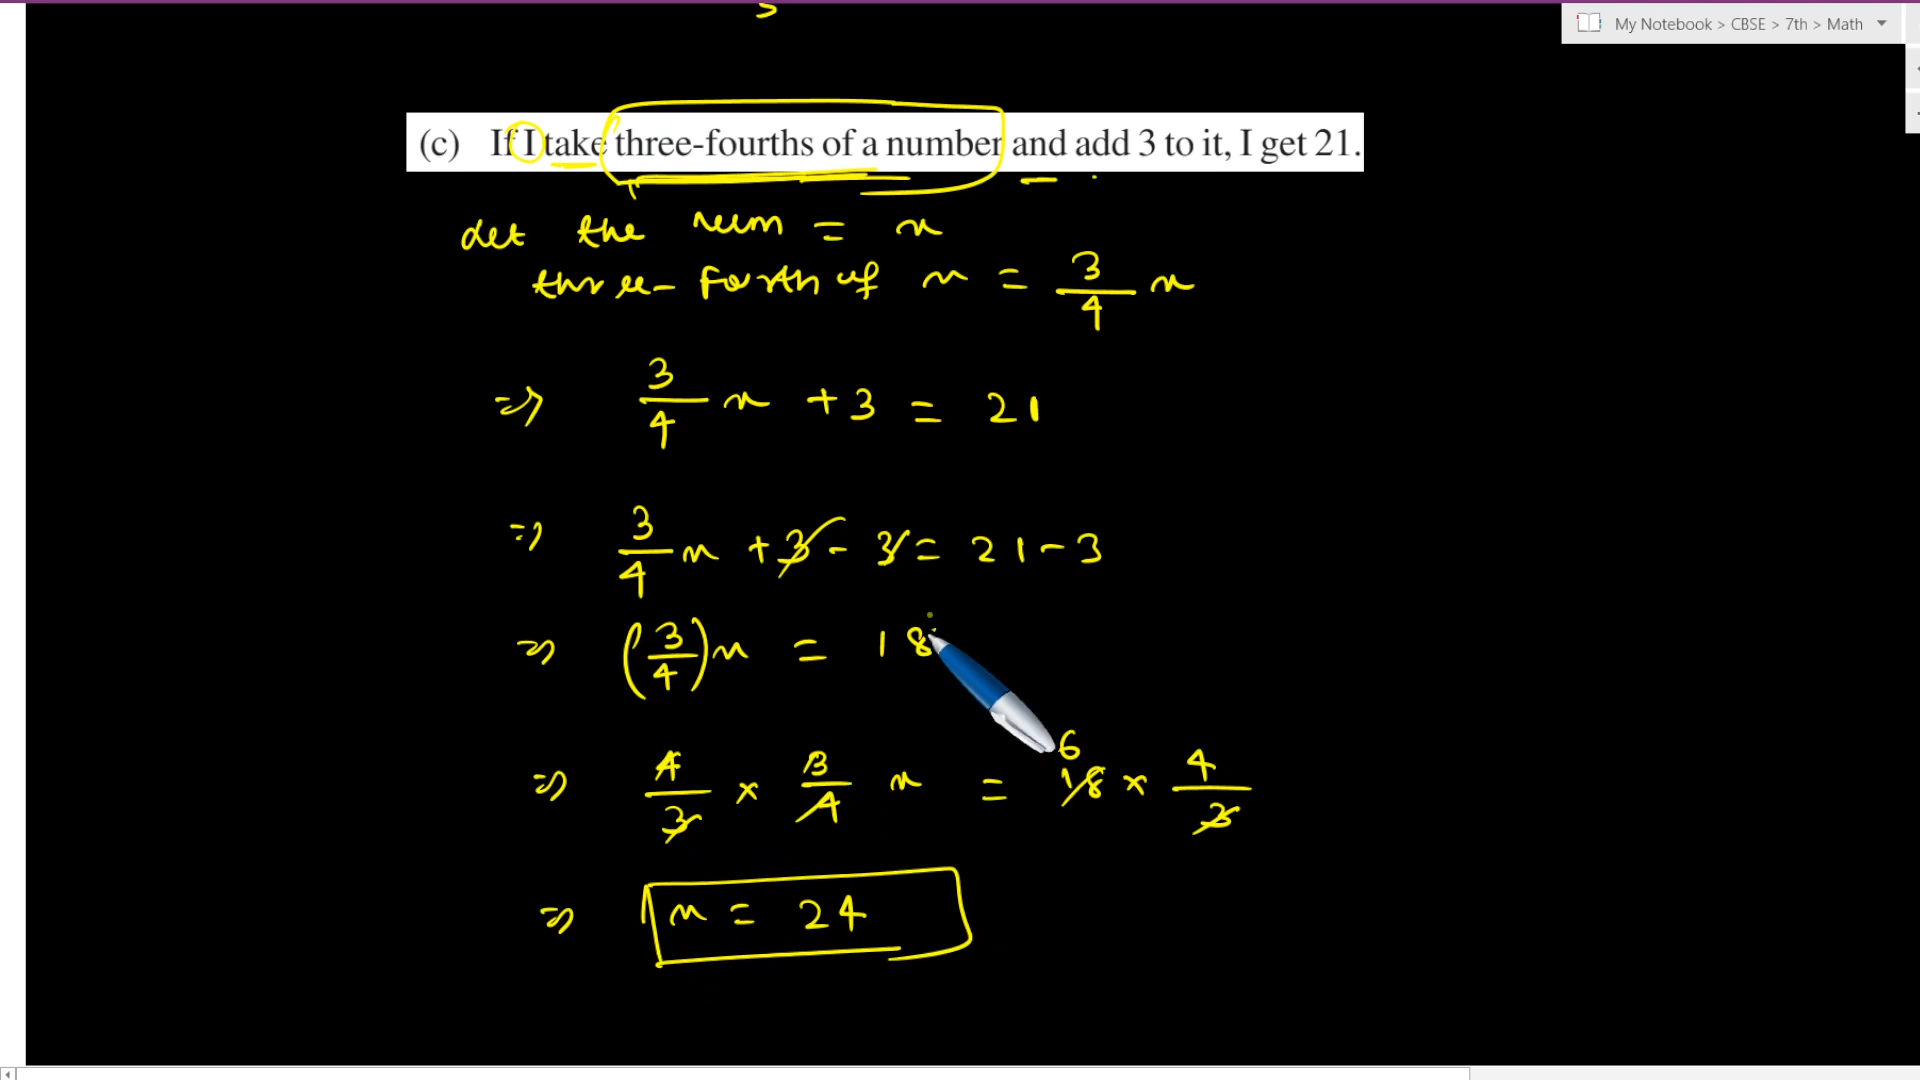 My Notebook > CBSE > 7th > Math
(c) If I take three-fourths of a number and add 3 to it, I get 21.
Let the num = x
three-forth of x = 3/4 x
=> 3/4 x + 3 = 21
=> 3/4 x + 3 - 3 = 21 - 3
=> (3/4) x = 18
=> 4/3 × 3/4 x = 18 × 4/3
6
=> x = 24